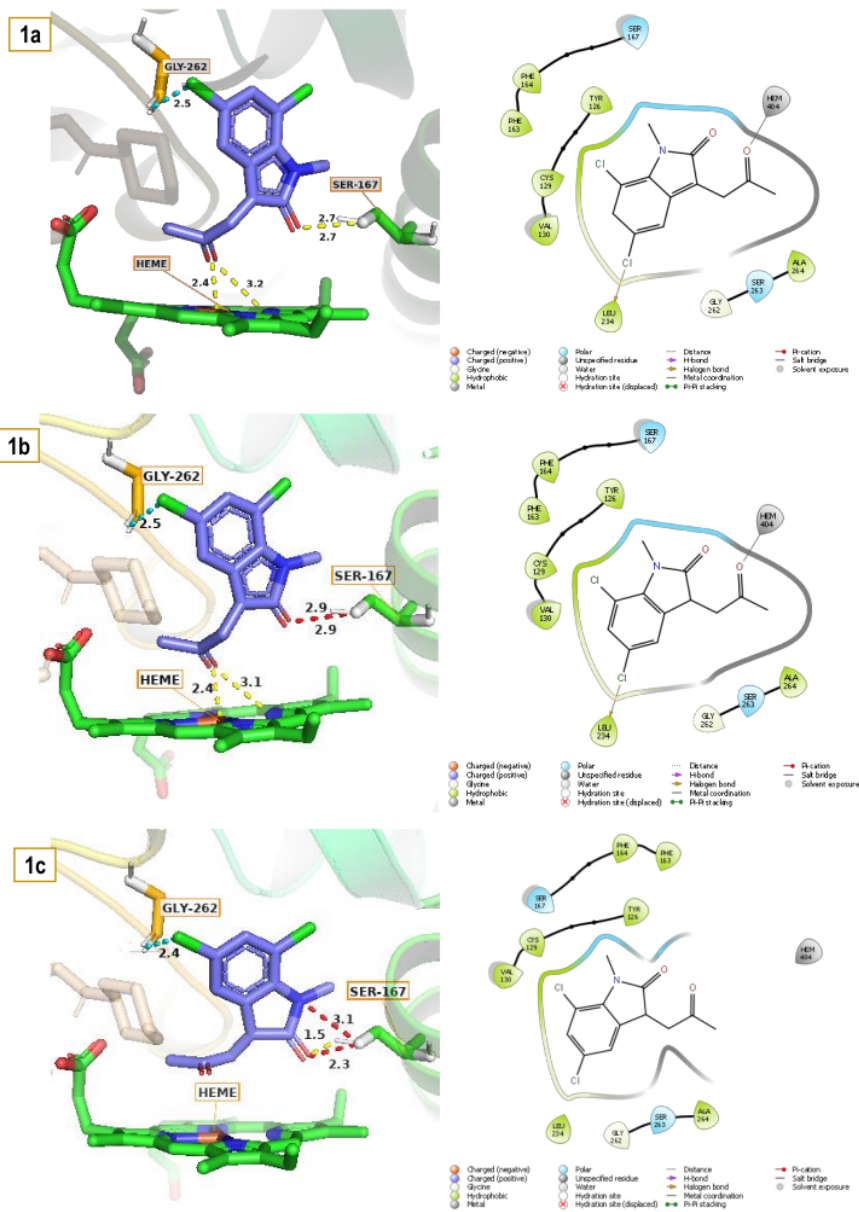 1a
GLY-262
2.5
SER-167
2.7
2.7
HEME
2.4
3.2
SER
167
PHE
164
TYR
126
HEM
404
PHE
163
N
O
O
Cl
CYS
129
VAL
130
Cl
ALA
264
SER
263
GLY
262
LEU
234
Charged (negative)
Charged (positive)
Glycine
Hydrophobic
Metal
Polar
Unspecified residue
Water
Hydration site
Hydration site (displaced)
Distance
H-bond
Halogen bond
Metal coordination
Pi-Pi stacking
Pi-cation
Salt bridge
Solvent exposure
1b
GLY-262
2.5
SER-167
2.9
2.9
HEME
2.4
3.1
SER
167
PHE
164
TYR
126
HEM
404
PHE
163
N
O
O
CYS
129
Cl
VAL
130
Cl
ALA
264
SER
263
GLY
262
LEU
234
Charged (negative)
Charged (positive)
Glycine
Hydrophobic
Metal
Polar
Unspecified residue
Water
Hydration site
Hydration site (displaced)
Distance
H-bond
Halogen bond
Metal coordination
Pi-Pi stacking
Pi-cation
Salt bridge
Solvent exposure
1c
GLY-262
2.4
SER-167
3.1
1.5
2.3
HEME
PHE
164
PHE
163
SER
167
TYR
126
CYS
129
HEM
404
VAL
130
N
O
O
Cl
Cl
ALA
264
SER
263
GLY
262
LEU
234
Charged (negative)
Charged (positive)
Glycine
Hydrophobic
Metal
Polar
Unspecified residue
Water
Hydration site
Hydration site (displaced)
Distance
H-bond
Halogen bond
Metal coordination
Pi-Pi stacking
Pi-cation
Salt bridge
Solvent exposure